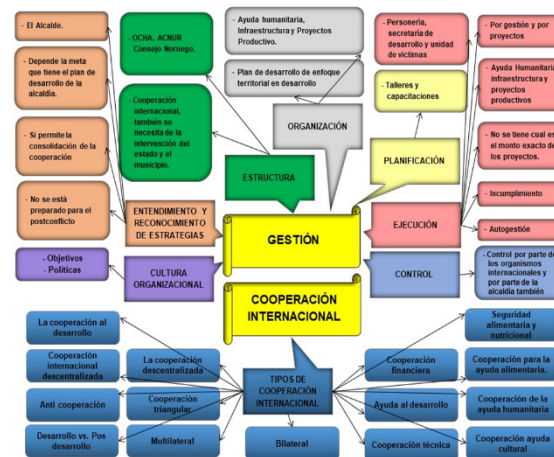 - El Alcalde.
- Depende la meta
que tiene el plan de
desarrollo de la
alcaldía.
- Si permite la
consolidación de la
cooperación
- No se está
preparado para el
postconflicto
- OCHA, ACNUR
Consejo Noruego.
- Cooperación
internacional,
también se
necesita de la
intervención del
estado y el
municipio.
- Ayuda humanitaria,
Infraestructura y Proyectos
Productivo.
- Plan de desarrollo de enfoque
territorial en desarrollo
- Personería,
secretaria de
desarrollo y unidad
de victimas
- Talleres y
capacitaciones
- Por gestión y por
proyectos
- Ayuda Humanitaria
infraestructura y
proyectos
productivos
- No se tiene cual es
el monto exacto de
los proyectos.
- Incumplimiento
- Autogestión
ORGANIZACIÓN
PLANIFICACIÓN
ESTRUCTURA
ENTENDIMIENTO Y
RECONOCIMIENTO
DE ESTRATEGIAS
GESTIÓN
EJECUCIÓN
- Objetivos
- Políticas
CULTURA
ORGANIZACIONAL
CONTROL
- Control por parte de
los organismos
internacionales y
por parte de la
alcaldía también
COOPERACIÓN
INTERNACIONAL
La cooperación al
desarrollo
Seguridad
alimentaria y
nutricional
Cooperación
internacional
descentralizada
La cooperación
descentralizada
TIPOS DE
COOPERACIÓN
INTERNACIONAL
Cooperación
financiera
Cooperación para la
ayuda alimentaria.
Anti cooperación
Cooperación
triangular
Ayuda al desarrollo
Cooperación de la
ayuda humanitaria
Desarrollo vs. Pos
desarrollo
Multilateral
Bilateral
Cooperación técnica
Cooperación ayuda
cultural